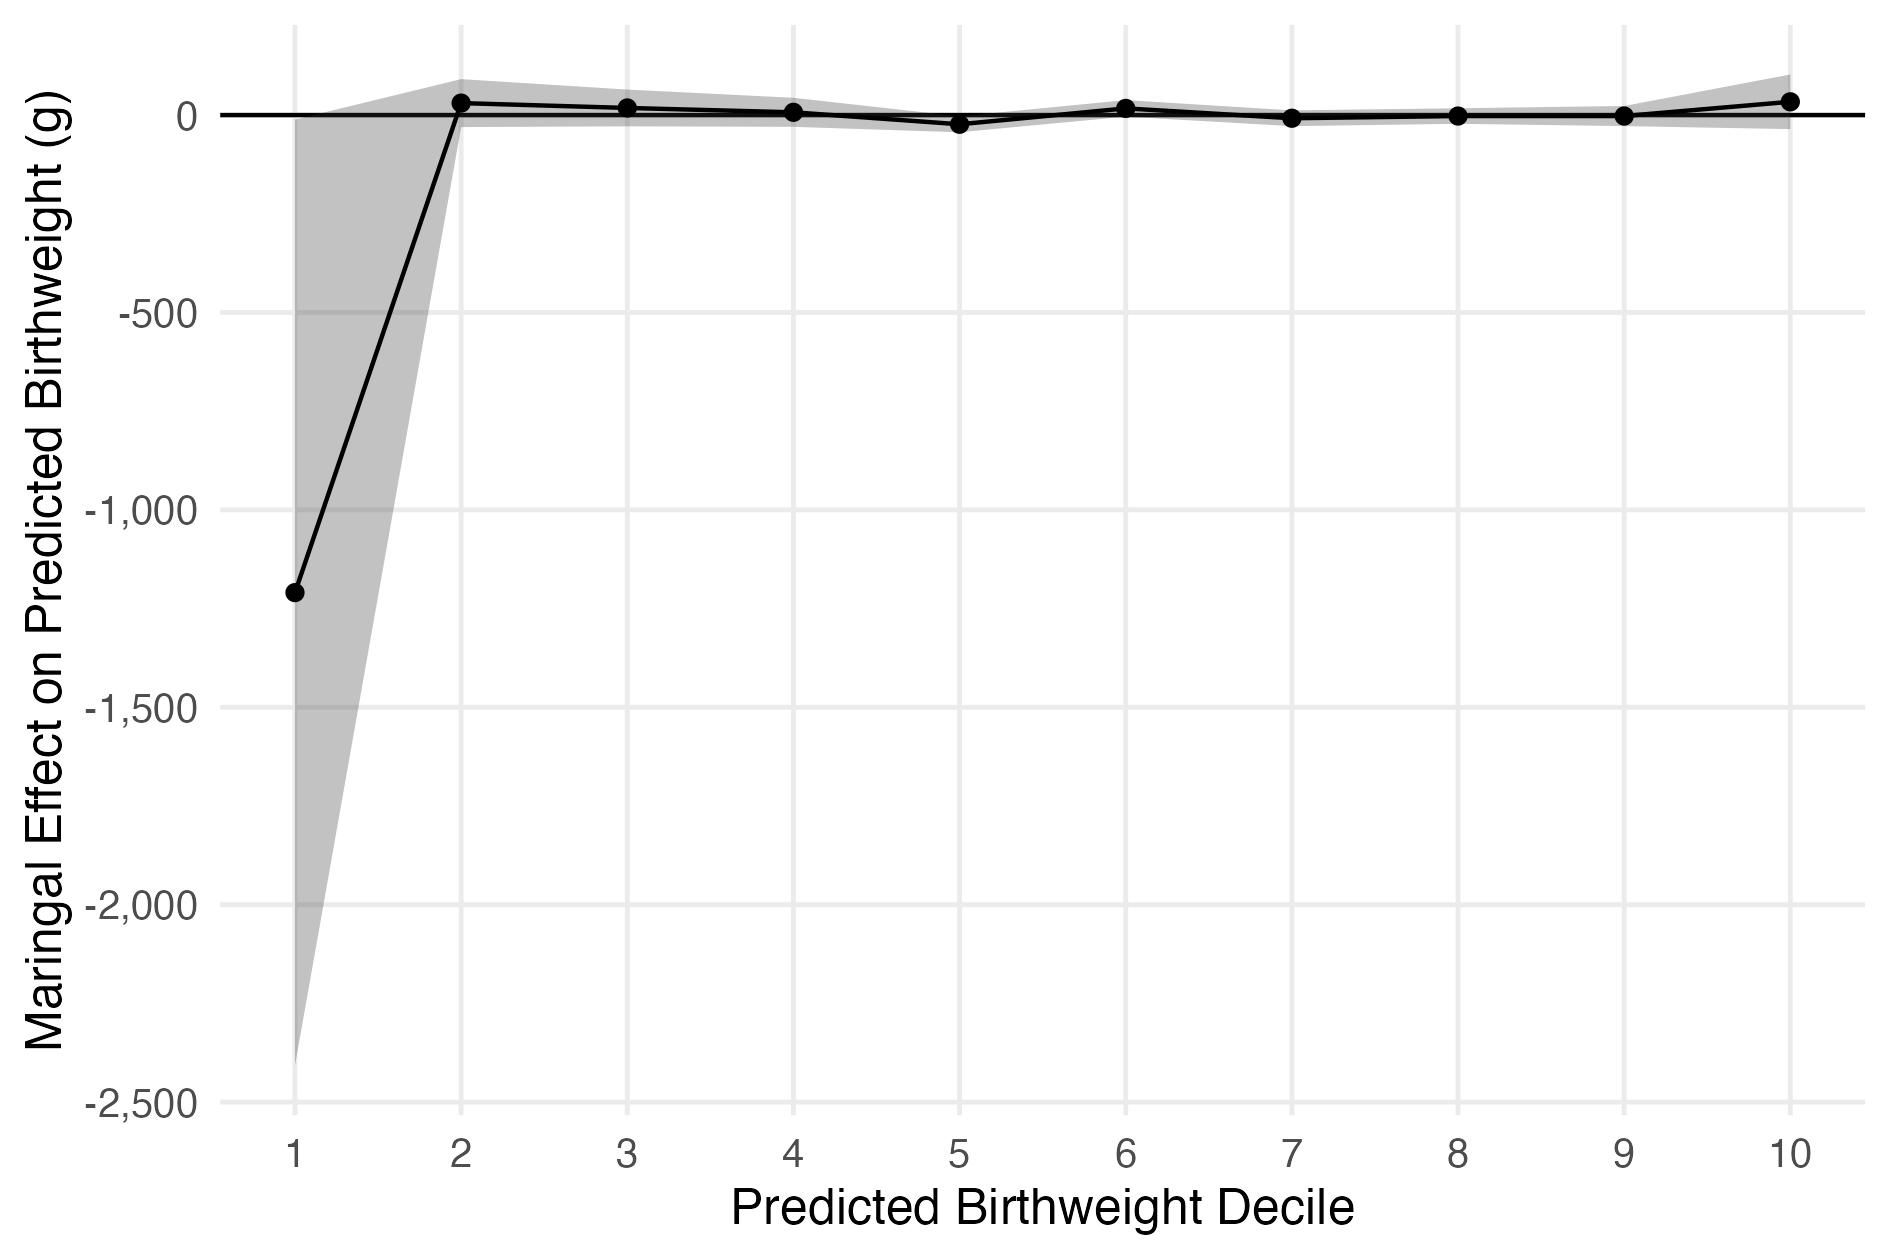 Maringal Effect on Predicted Birthweight (g)
0
-500
-1,000
-1,500
-2,000
-2,500
1 2 3 4 5 6 7 8 9 10
Predicted Birthweight Decile